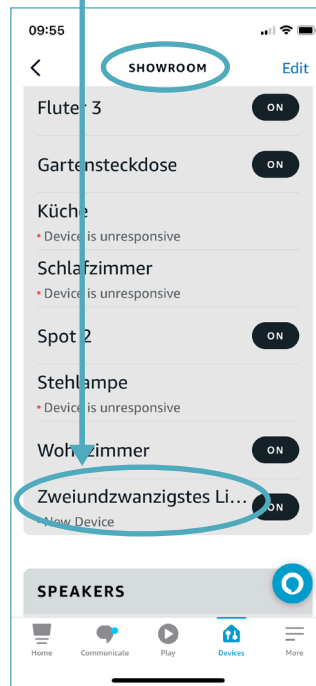 09:55
SHOWROOM Edit
Fluter 3 ON
Gartensteckdose ON
Küche
• Device is unresponsive
Schlafzimmer
• Device is unresponsive
Spot 2 ON
Stehlampe
• Device is unresponsive
Wohnzimmer ON
Zweiundzwanzigstes Li... ON
• New Device
SPEAKERS
Home Communicate Play Devices More